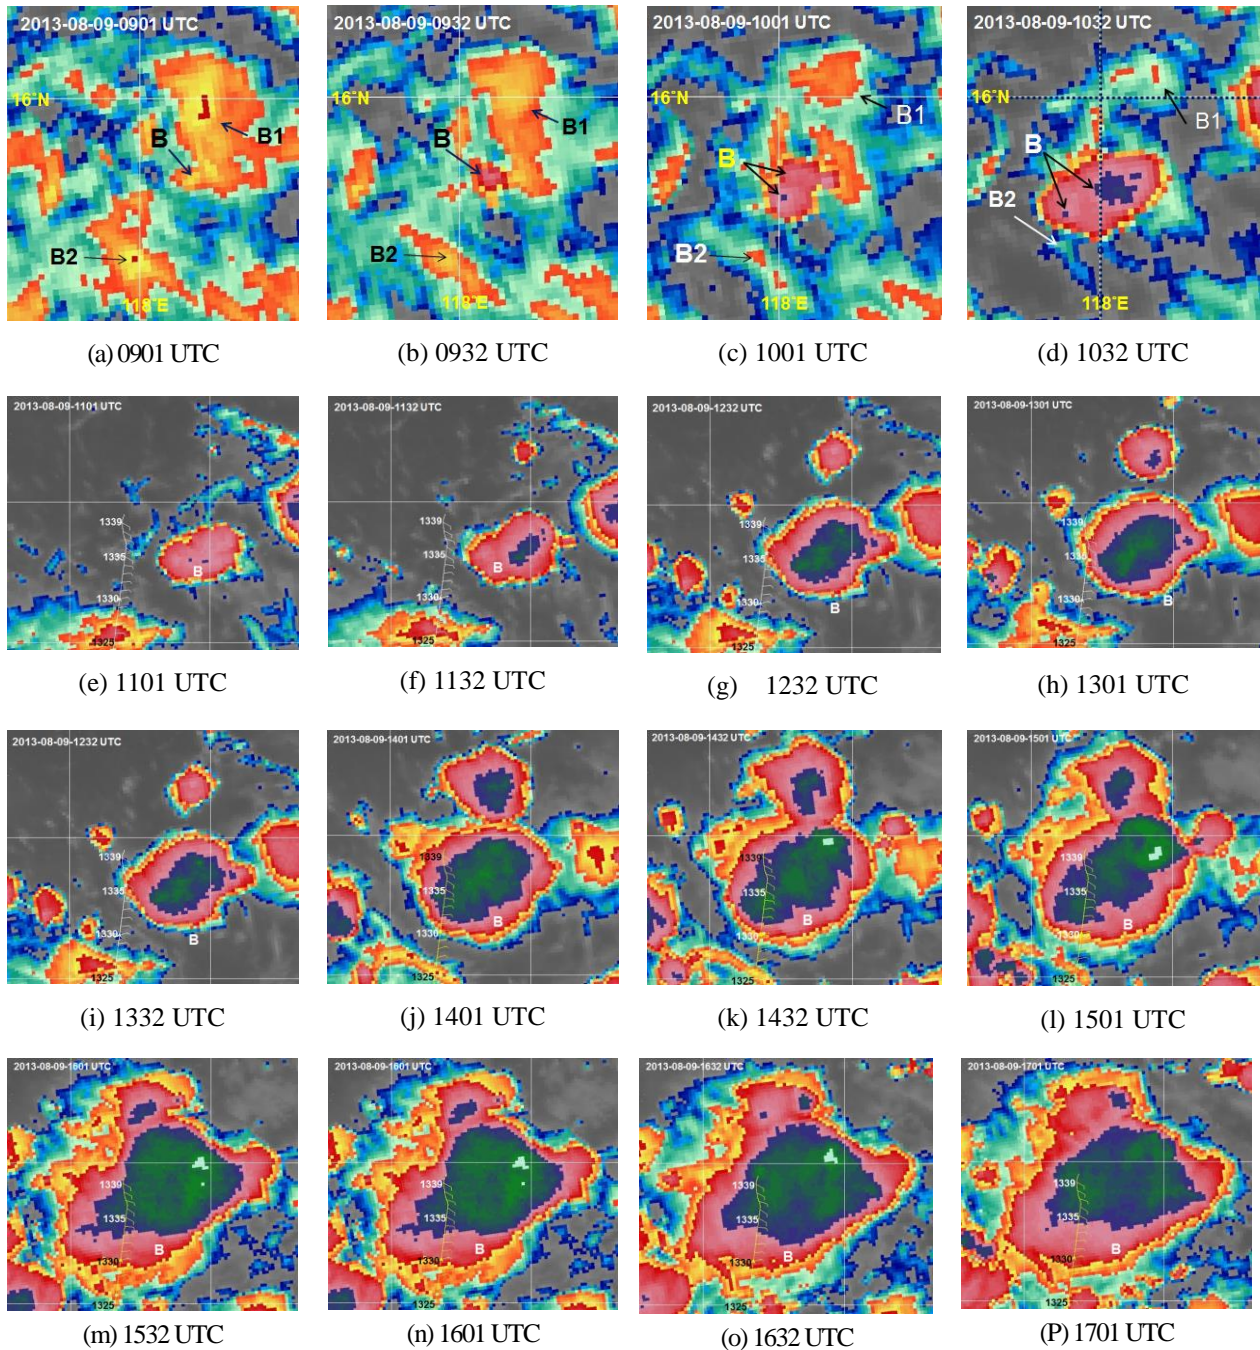 2013-08-09-0901 UTC
16°N
B
B1
B2
118°E
(a) 0901 UTC
2013-08-09-0932 UTC
B
B1
B2
118°E
(b) 0932 UTC
2013-08-09-1001 UTC
B
B1
B2
118°E
(c) 1001 UTC
2013-08-09-1032 UTC
16°N
B1
B
B2
118°E
(d) 1032 UTC
2013-08-09-1101 UTC
1339
1335
B
1330
1325
(e) 1101 UTC
2013-08-09-1132 UTC
1339
1335
B
1330
1325
(f) 1132 UTC
2013-08-09-1232 UTC
1339
1335
1330
B
1325
(g) 1232 UTC
2013-08-09-1301 UTC
1339
1335
1330
B
1325
(h) 1301 UTC
2013-08-09-1232 UTC
1339
1335
1330
B
1325
(i) 1332 UTC
2013-08-09-1401 UTC
1339
1335
B
1330
1325
(j) 1401 UTC
2013-08-09-1432 UTC
1339
1335
B
1330
1325
(k) 1432 UTC
2013-08-09-1501 UTC
1339
1335
B
1330
1325
(l) 1501 UTC
2013-08-09-1601 UTC
1339
1335
B
1330
1325
(m) 1532 UTC
2013-08-09-1601 UTC
1339
1335
B
1330
1325
(n) 1601 UTC
2013-08-09-1632 UTC
1339
1335
B
1330
1325
(o) 1632 UTC
2013-08-09-1701 UTC
1339
1335
B
1330
1325
(P) 1701 UTC